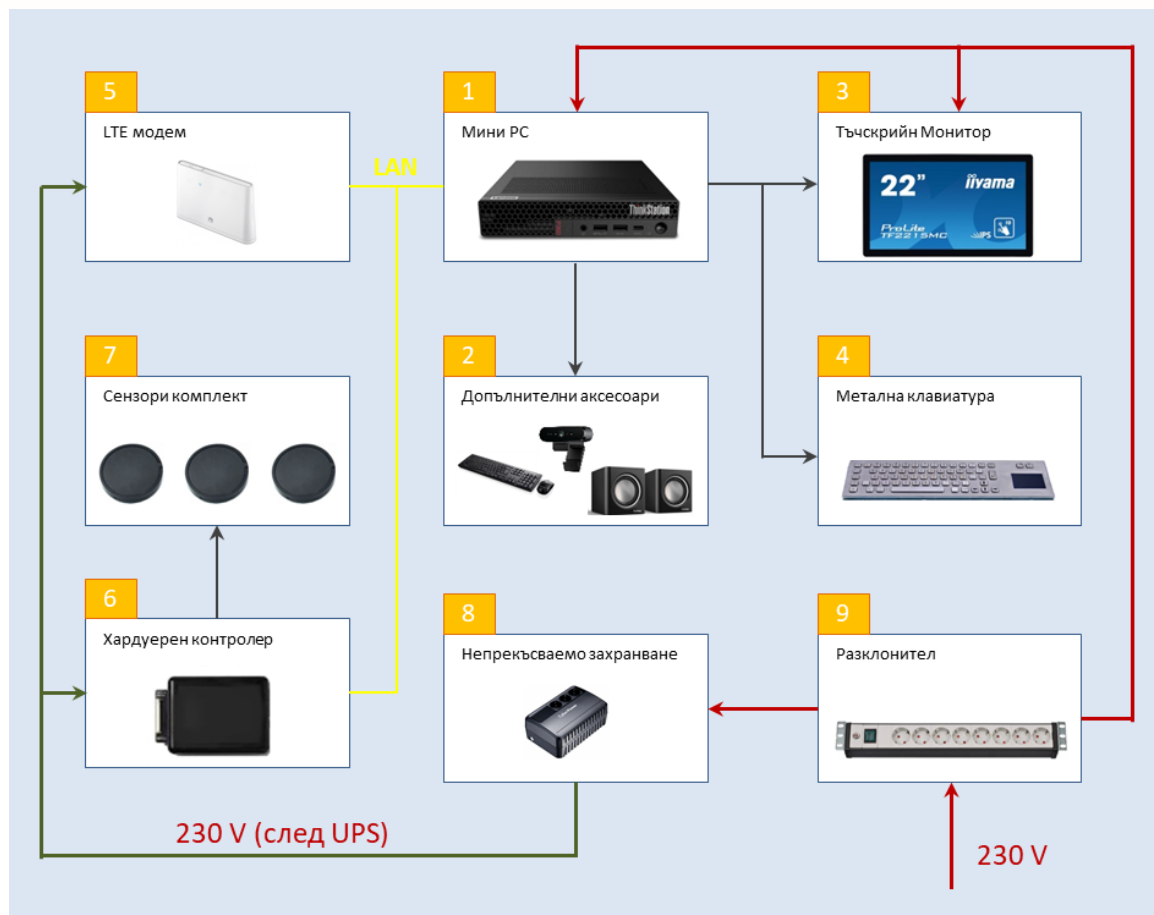 5
LTE модем
LAN
1
Мини PC
ThinkStation
3
Тъчскрийн Монитор
22"
iiyama
ProLite
TF2215MC
IPS
7
Сензори комплект
2
Допълнителни аксесоари
4
Метална клавиатура
6
Хардуерен контролер
8
Непрекъсваемо захранване
9
Разклонител
230 V (след UPS)
230 V